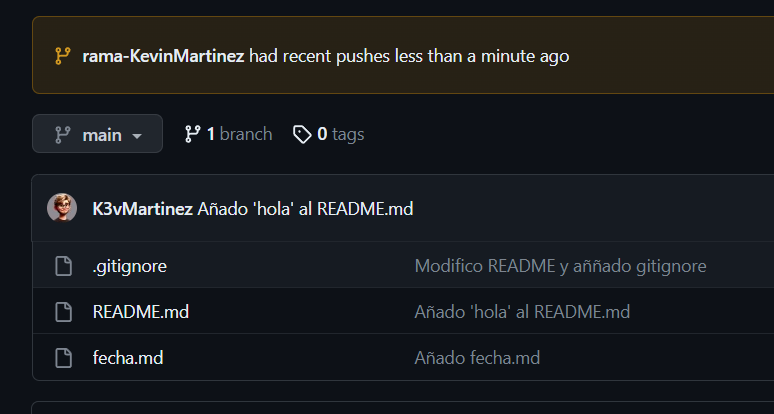 rama-KevinMartinez had recent pushes less than a minute ago
main 1 branch 0 tags
K3vMartinez Añado 'hola' al README.md
.gitignore Modifico README y aññado gitignore
README.md Añado 'hola' al README.md
fecha.md Añado fecha.md